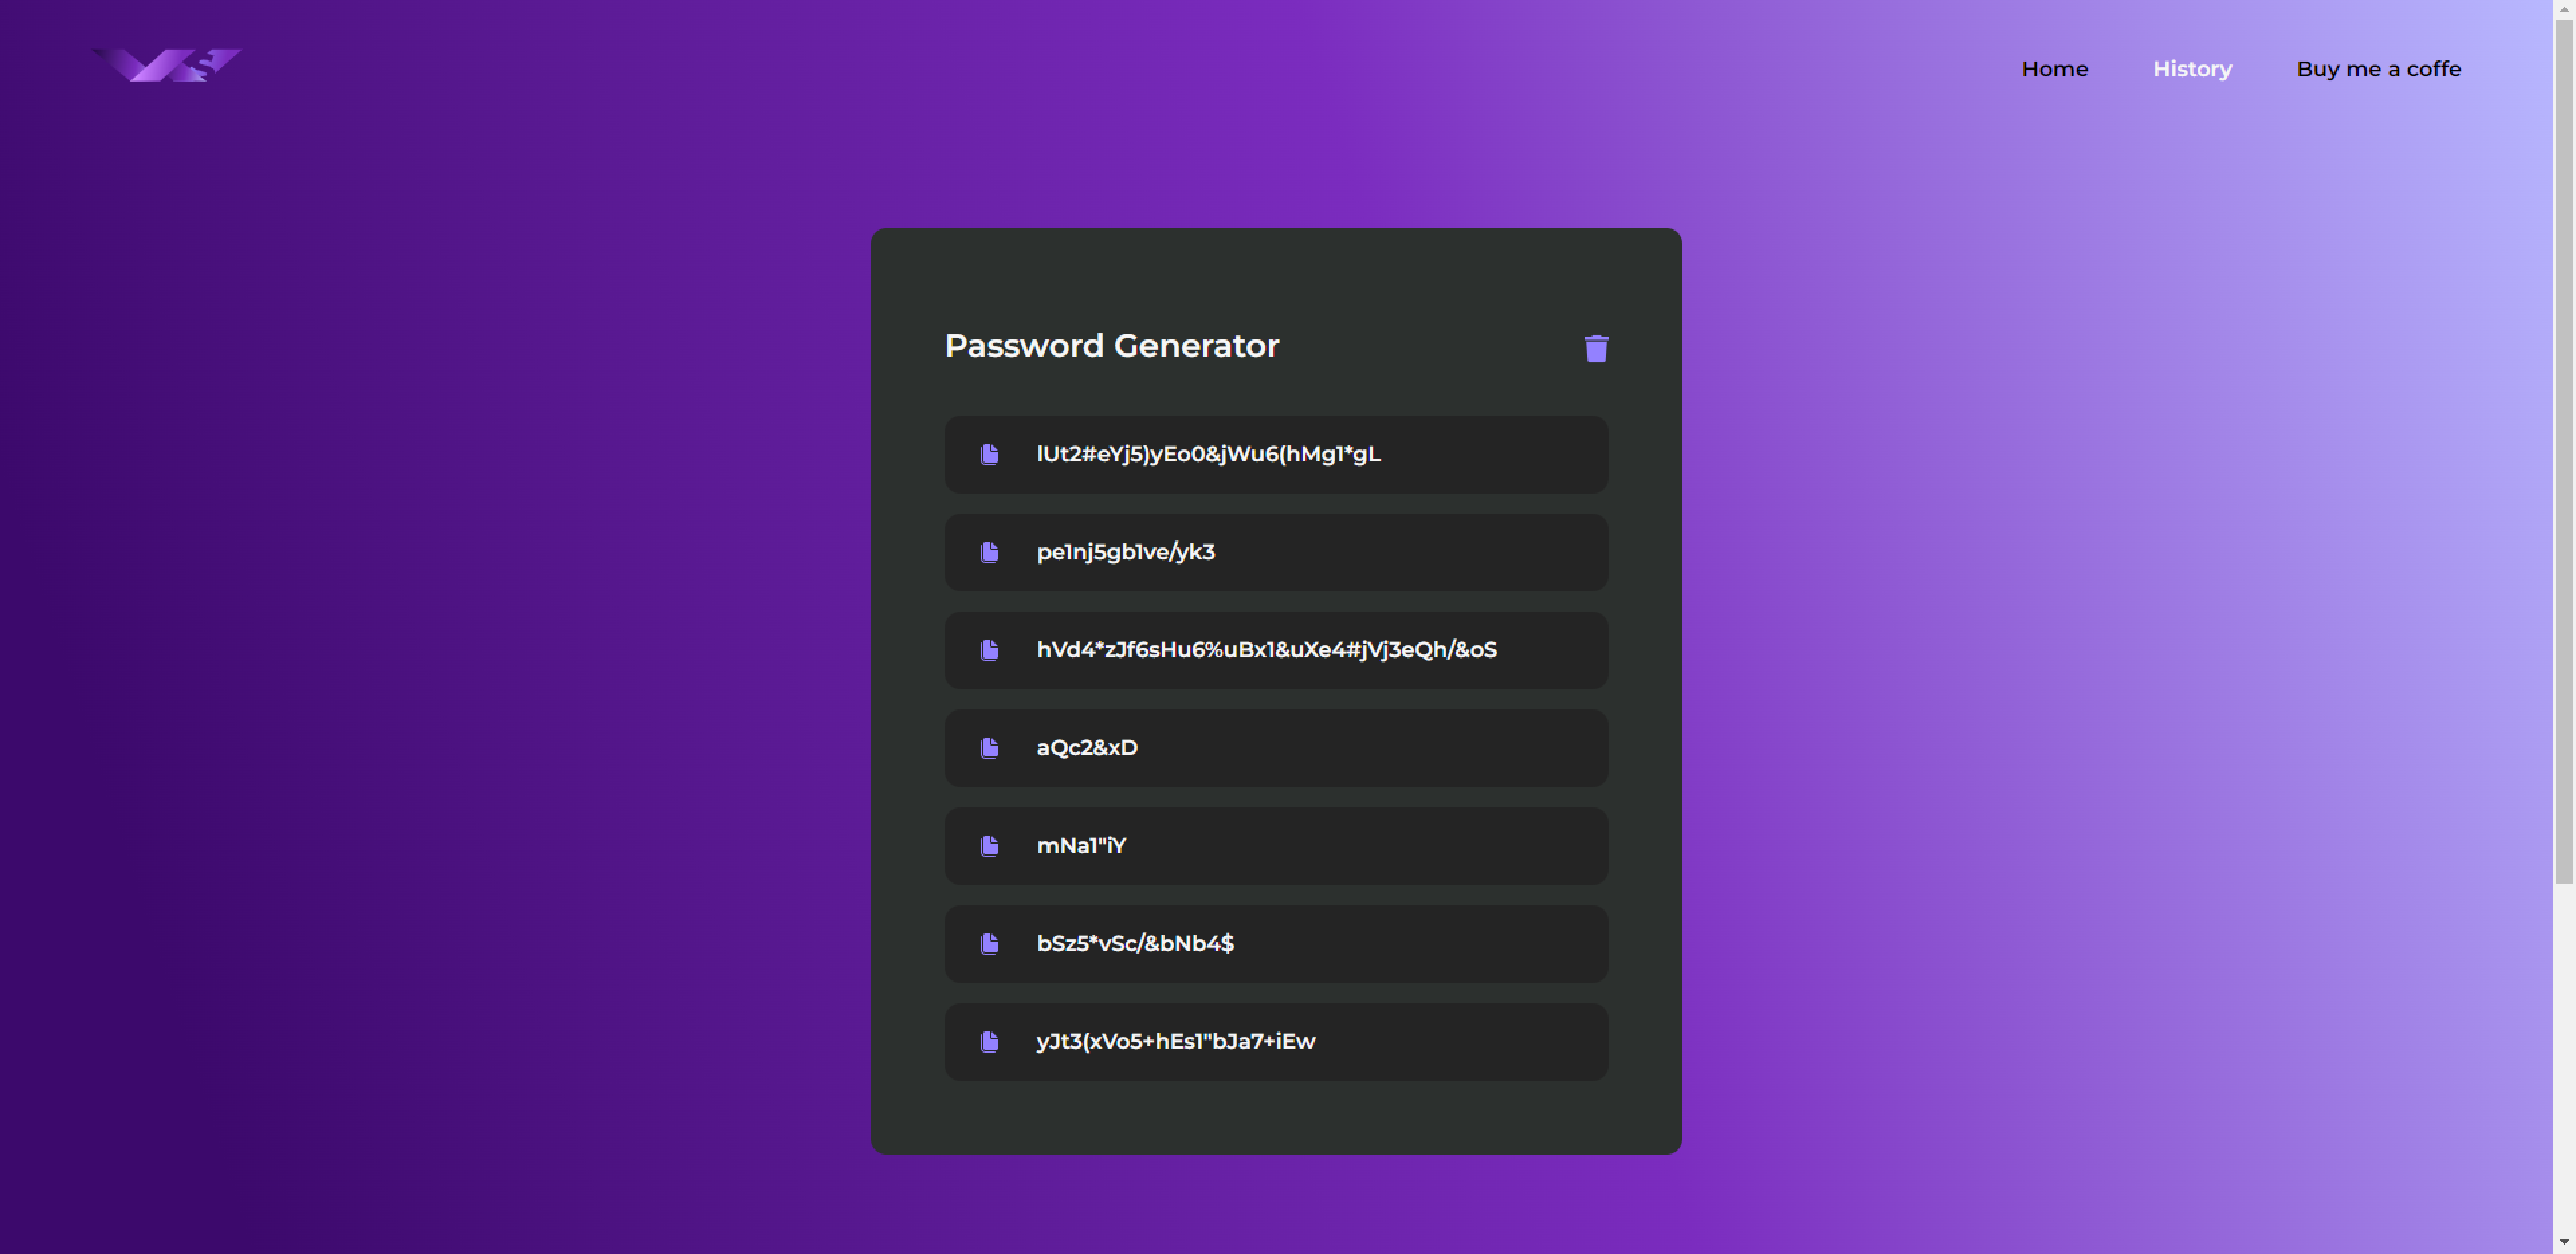 Home
History
Buy me a coffe
Password Generator
lUt2#eYj5)yEo0&jWu6(hMg1*gL
pe1nj5gb1ve/yk3
hVd4*zJf6sHu6%uBx1&uXe4#jVj3eQh/&oS
aQc2&xD
mNa1"iY
bSz5*vSc/&bNb4$
yJt3(xVo5+hEs1"bJa7+iEw